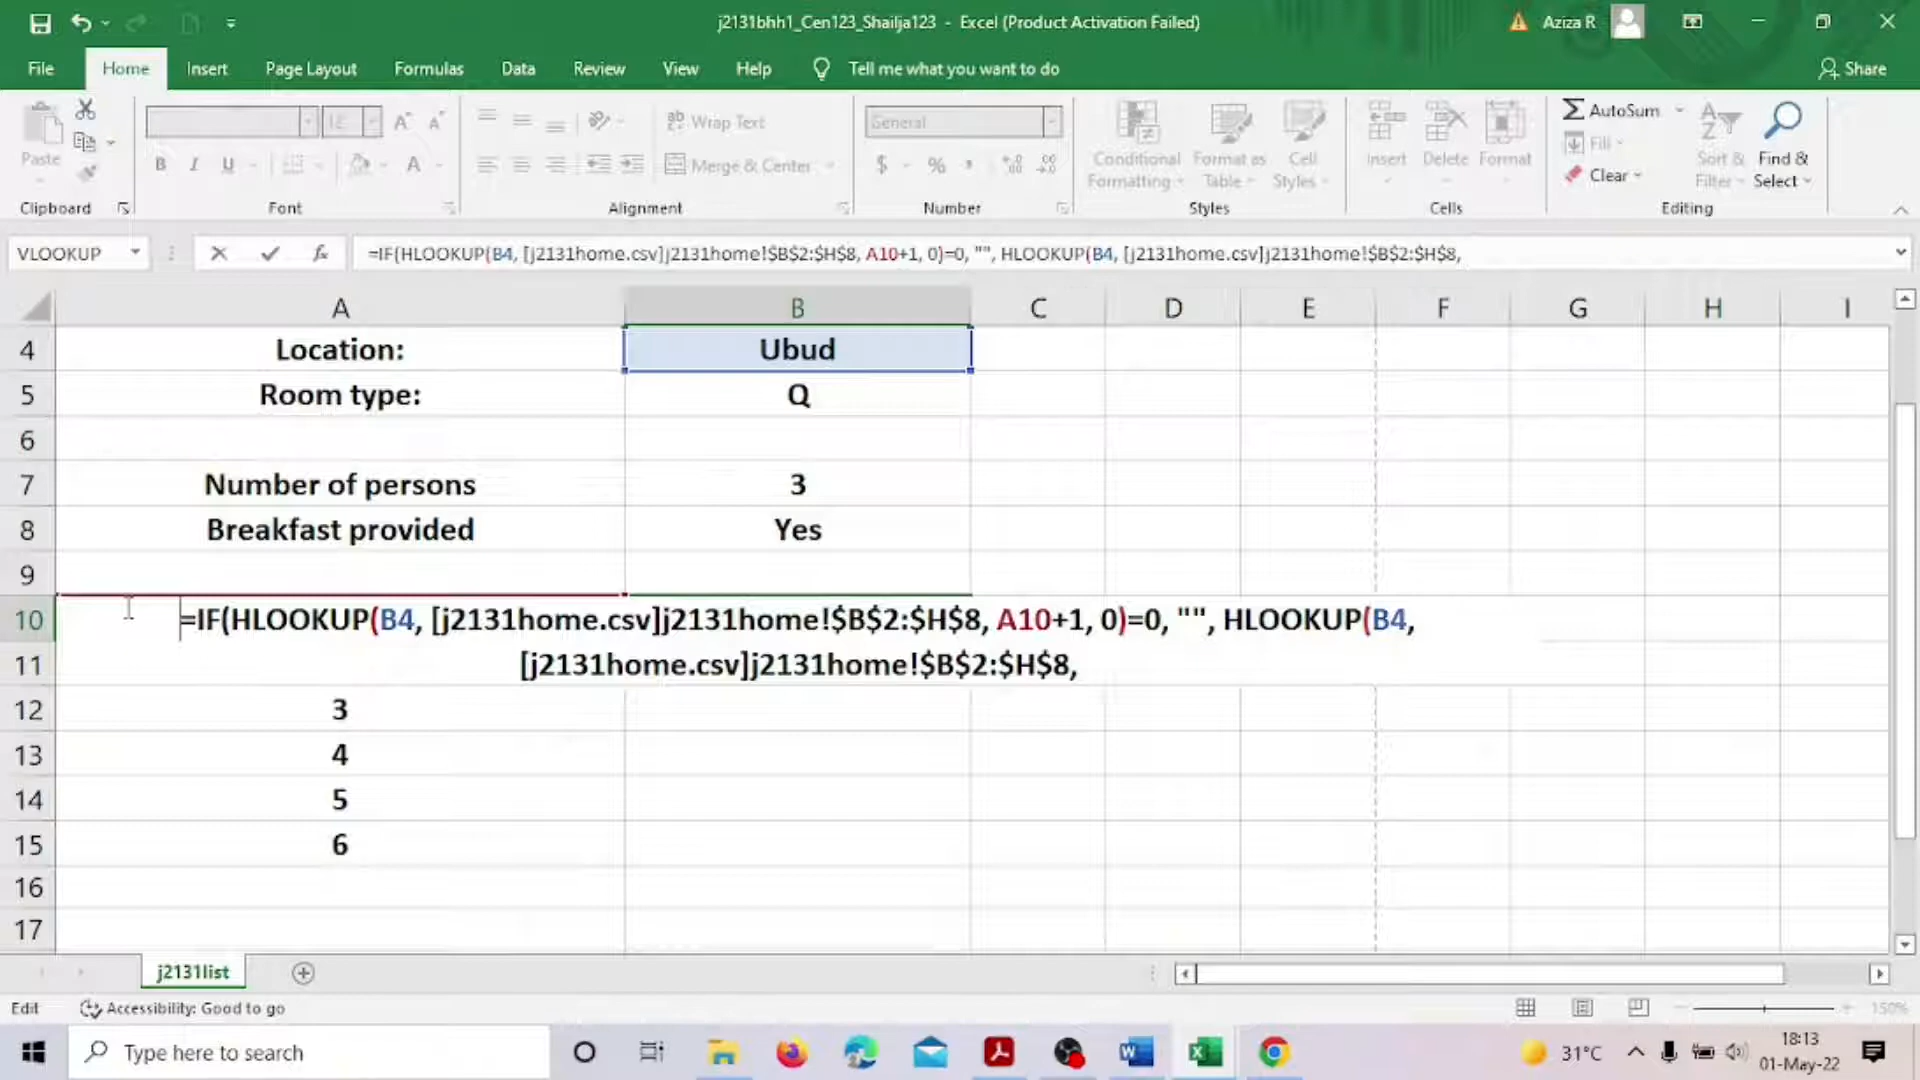 j2131bhh1_Cen123_Shailja123 - Excel (Product Activation Failed)
Aziza R
File Home Insert Page Layout Formulas Data Review View Help Tell me what you want to do Share
Paste
Clipboard
12
B I U A
Font
Wrap Text
Merge & Center
Alignment
General
$ %
Number
Conditional Formatting
Format as Table
Cell Styles
Styles
Insert Delete Format
Cells
AutoSum
Fill
Clear
Sort & Filter
Find & Select
Editing
VLOOKUP
fx
=IF(HLOOKUP(B4, [j2131home.csv]j2131home!$B$2:$H$8, A10+1, 0)=0, "", HLOOKUP(B4, [j2131home.csv]j2131home!$B$2:$H$8,
A B C D E F G H I
4 Location: Ubud
5 Room type: Q
6
7 Number of persons 3
8 Breakfast provided Yes
9
10 =IF(HLOOKUP(B4, [j2131home.csv]j2131home!$B$2:$H$8, A10+1, 0)=0, "", HLOOKUP(B4,
11 [j2131home.csv]j2131home!$B$2:$H$8,
12 3
13 4
14 5
15 6
16
17
j2131list
Edit
Accessibility: Good to go
150%
Type here to search
31°C
18:13
01-May-22